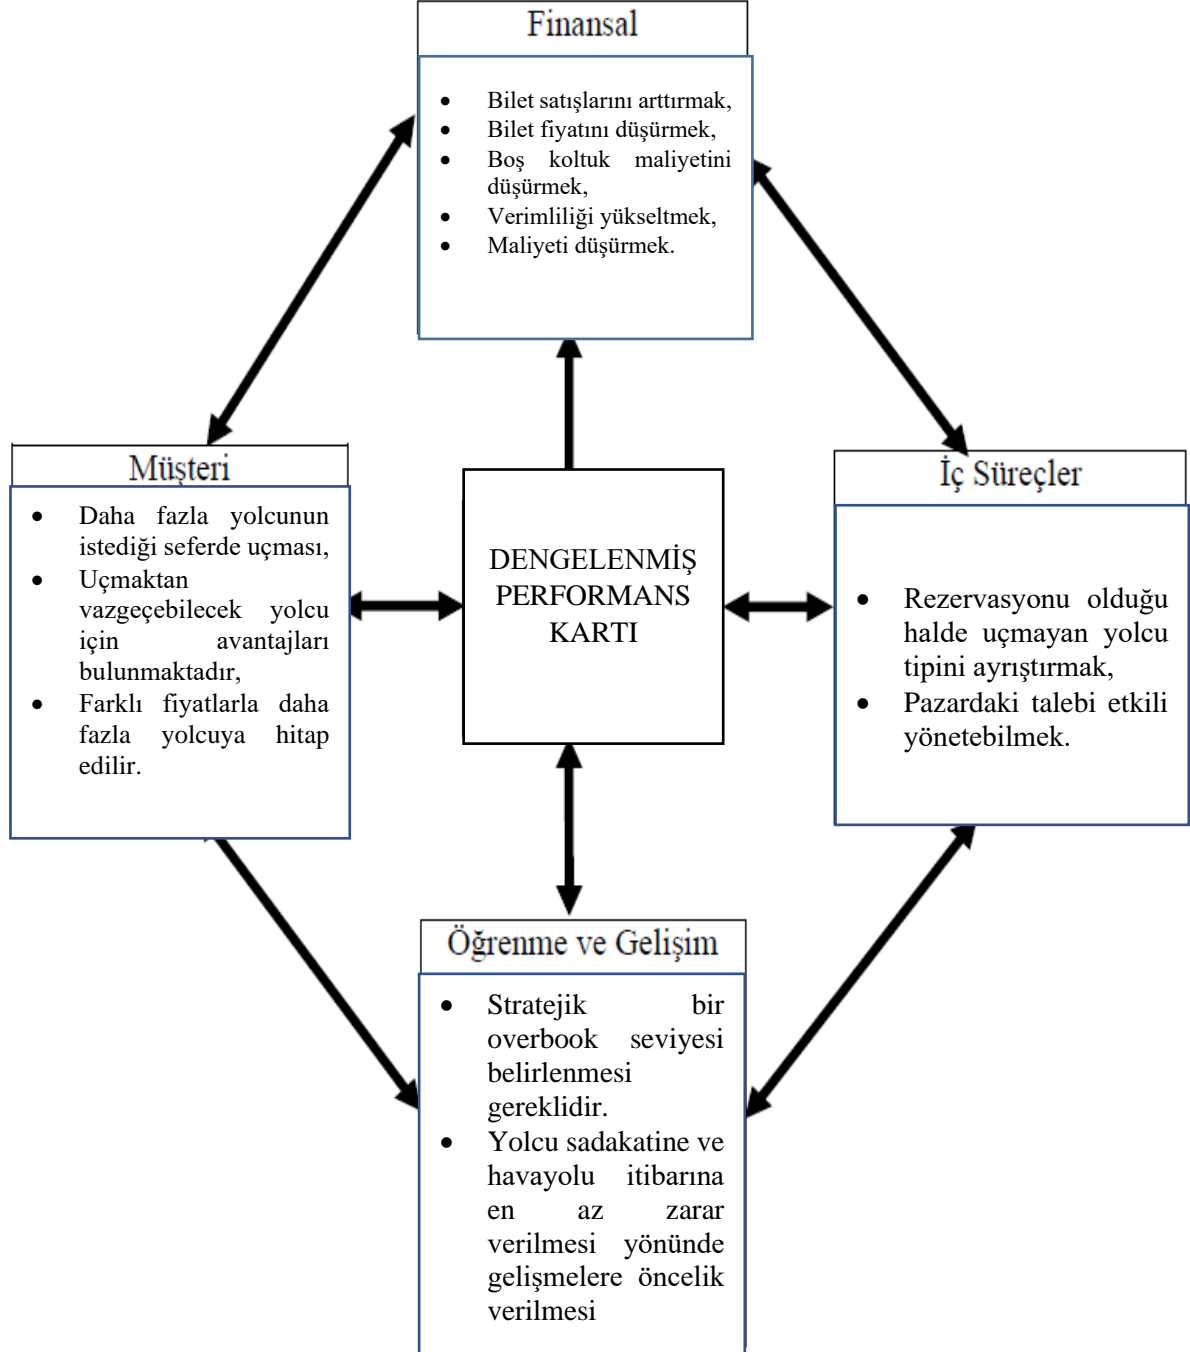 Finansal
• Bilet satışlarını arttırmak,
• Bilet fiyatını düşürmek,
• Boş koltuk maliyetini
düşürmek,
• Verimliliği yükseltmek,
• Maliyeti düşürmek.
Müşteri
• Daha fazla yolcunun
istediği seferde uçması,
• Uçmaktan
vazgeçebilecek yolcu
için avantajları
bulunmaktadır,
• Farklı fiyatlarla daha
fazla yolcuya hitap
edilir.
DENGELENMİŞ
PERFORMANS
KARTI
İç Süreçler
• Rezervasyonu olduğu
halde uçmayan yolcu
tipini ayrıştırmak,
• Pazardaki talebi etkili
yönetebilmek.
Öğrenme ve Gelişim
• Stratejik bir
overbook seviyesi
belirlenmesi
gereklidir.
• Yolcu sadakatine ve
havayolu itibarına
en az zarar
verilmesi yönünde
gelişmelere öncelik
verilmesi